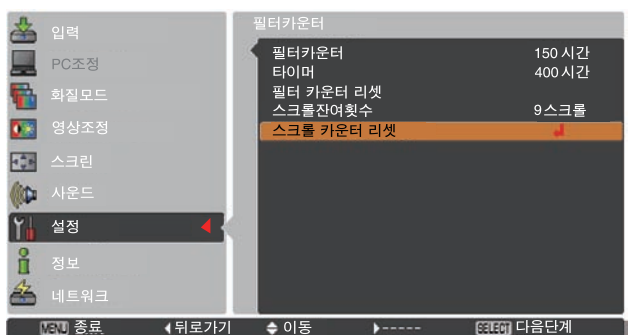 입력
PC조정
화질모드
영상조정
스크린
사운드
설정
정보
네트워크
필터카운터
필터카운터 150 시간
타이머 400 시간
필터 카운터 리셋
스크롤잔여횟수 9 스크롤
스크롤 카운터 리셋
MENU 종료 뒤로가기 이동 ----- SELECT 다음단계